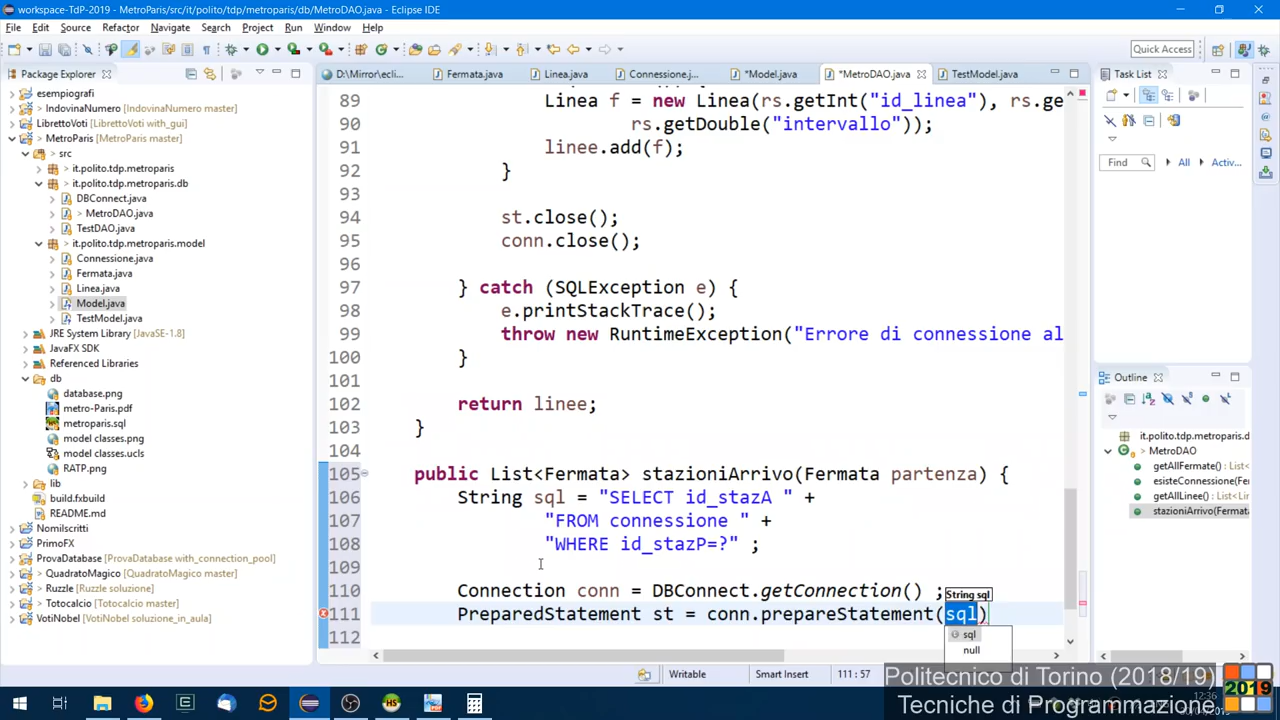 workspace-TdP-2019 - MetroParis/src/it/polito/tdp/metroparis/db/MetroDAO.java - Eclipse IDE
File Edit Source Refactor Navigate Search Project Run Window Help
Quick Access
Package Explorer
D:\Mirror\ecli... Fermata.java Linea.java Connessione.j... *Model.java *MetroDAO.java TestModel.java
Task List
esempiografi
> IndovinaNumero [IndovinaNumero master]
> LibrettoVoti [LibrettoVoti with_gui]
> MetroParis [MetroParis master]
> src
> it.polito.tdp.metroparis
> it.polito.tdp.metroparis.db
DBConnect.java
> MetroDAO.java
TestDAO.java
> it.polito.tdp.metroparis.model
Connessione.java
Fermata.java
Linea.java
Model.java
TestModel.java
JRE System Library [JavaSE-1.8]
JavaFX SDK
Referenced Libraries
db
database.png
metro-Paris.pdf
metroparis.sql
model classes.png
model classes.ucls
RATP.png
lib
build.fxbuild
README.md
NomiIscritti
PrimoFX
ProvaDatabase [ProvaDatabase with_connection_pool]
> QuadratoMagico [QuadratoMagico master]
> Ruzzle [Ruzzle soluzione]
> Totocalcio [Totocalcio master]
VotiNobel [VotiNobel soluzione_in_aula]
89 Linea f = new Linea(rs.getInt("id_linea"), rs.ge
90 rs.getDouble("intervallo"));
91 linee.add(f);
92 }
93
94 st.close();
95 conn.close();
96
97 } catch (SQLException e) {
98 e.printStackTrace();
99 throw new RuntimeException("Errore di connessione al
100 }
101
102 return linee;
103 }
104
105 public List<Fermata> stazioniArrivo(Fermata partenza) {
106 String sql = "SELECT id_stazA " +
107 "FROM connessione " +
108 "WHERE id_stazP=?" ;
109
110 Connection conn = DBConnect.getConnection() ;
String sql
111 PreparedStatement st = conn.prepareStatement(sql)
sql
112
null
Find All Activ...
Outline
it.polito.tdp.metroparis.d
MetroDAO
getAllFermate() : List<
esisteConnessione(Fer
getAllLinee() : List<Lin
stazioniArrivo(Fermat
Writable Smart Insert 111 : 57
Politecnico di Torino (2018/19)
Tecniche di Programmazione
2019
12:36